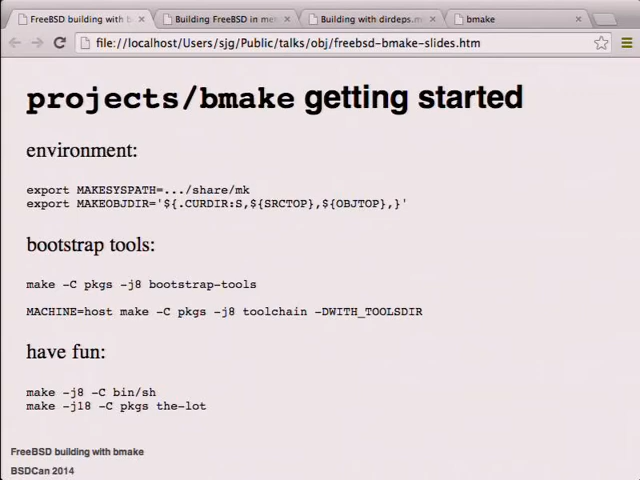 FreeBSD building with b
Building FreeBSD in me
Building with dirdeps.m
bmake
file://localhost/Users/sjg/Public/talks/obj/freebsd-bmake-slides.htm
projects/bmake getting started
environment:
export MAKESYSPATH=.../share/mk
export MAKEOBJDIR='${.CURDIR:S,${SRCTOP},${OBJTOP},}'
bootstrap tools:
make -C pkgs -j8 bootstrap-tools
MACHINE=host make -C pkgs -j8 toolchain -DWITH_TOOLSDIR
have fun:
make -j8 -C bin/sh
make -j18 -C pkgs the-lot
FreeBSD building with bmake
BSDCan 2014